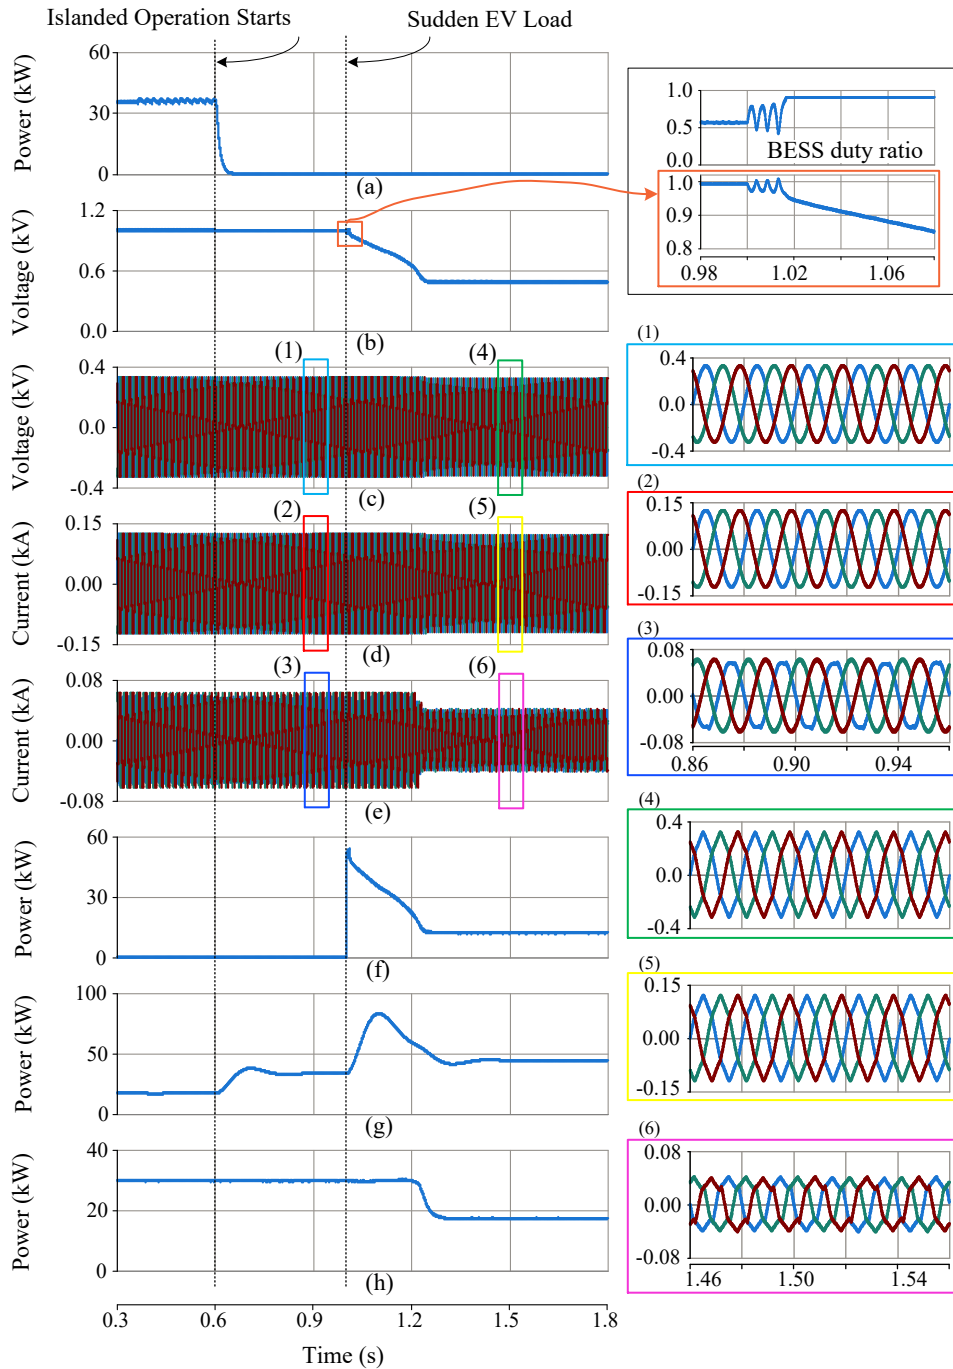 Islanded Operation Starts
Sudden EV Load
Power (kW)
60
30
0
(a)
Voltage (kV)
1.2
0.6
0.0
(b)
1.0
0.5
0.0
BESS duty ratio
1.0
0.9
0.8
0.98 1.02 1.06
Voltage (kV)
0.4
0.0
-0.4
(1) (4)
(c)
Current (kA)
0.15
0.00
-0.15
(2) (5)
(d)
Current (kA)
0.08
0.00
-0.08
(3) (6)
(e)
Power (kW)
60
30
0
(f)
Power (kW)
100
50
0
(g)
Power (kW)
40
20
0
(h)
0.3 0.6 0.9 1.2 1.5 1.8
Time (s)
(1)
0.4
0.0
-0.4
(2)
0.15
0.00
-0.15
(3)
0.08
0.00
-0.08
0.86 0.90 0.94
(4)
0.4
0.0
-0.4
(5)
0.15
0.00
-0.15
(6)
0.08
0.00
-0.08
1.46 1.50 1.54